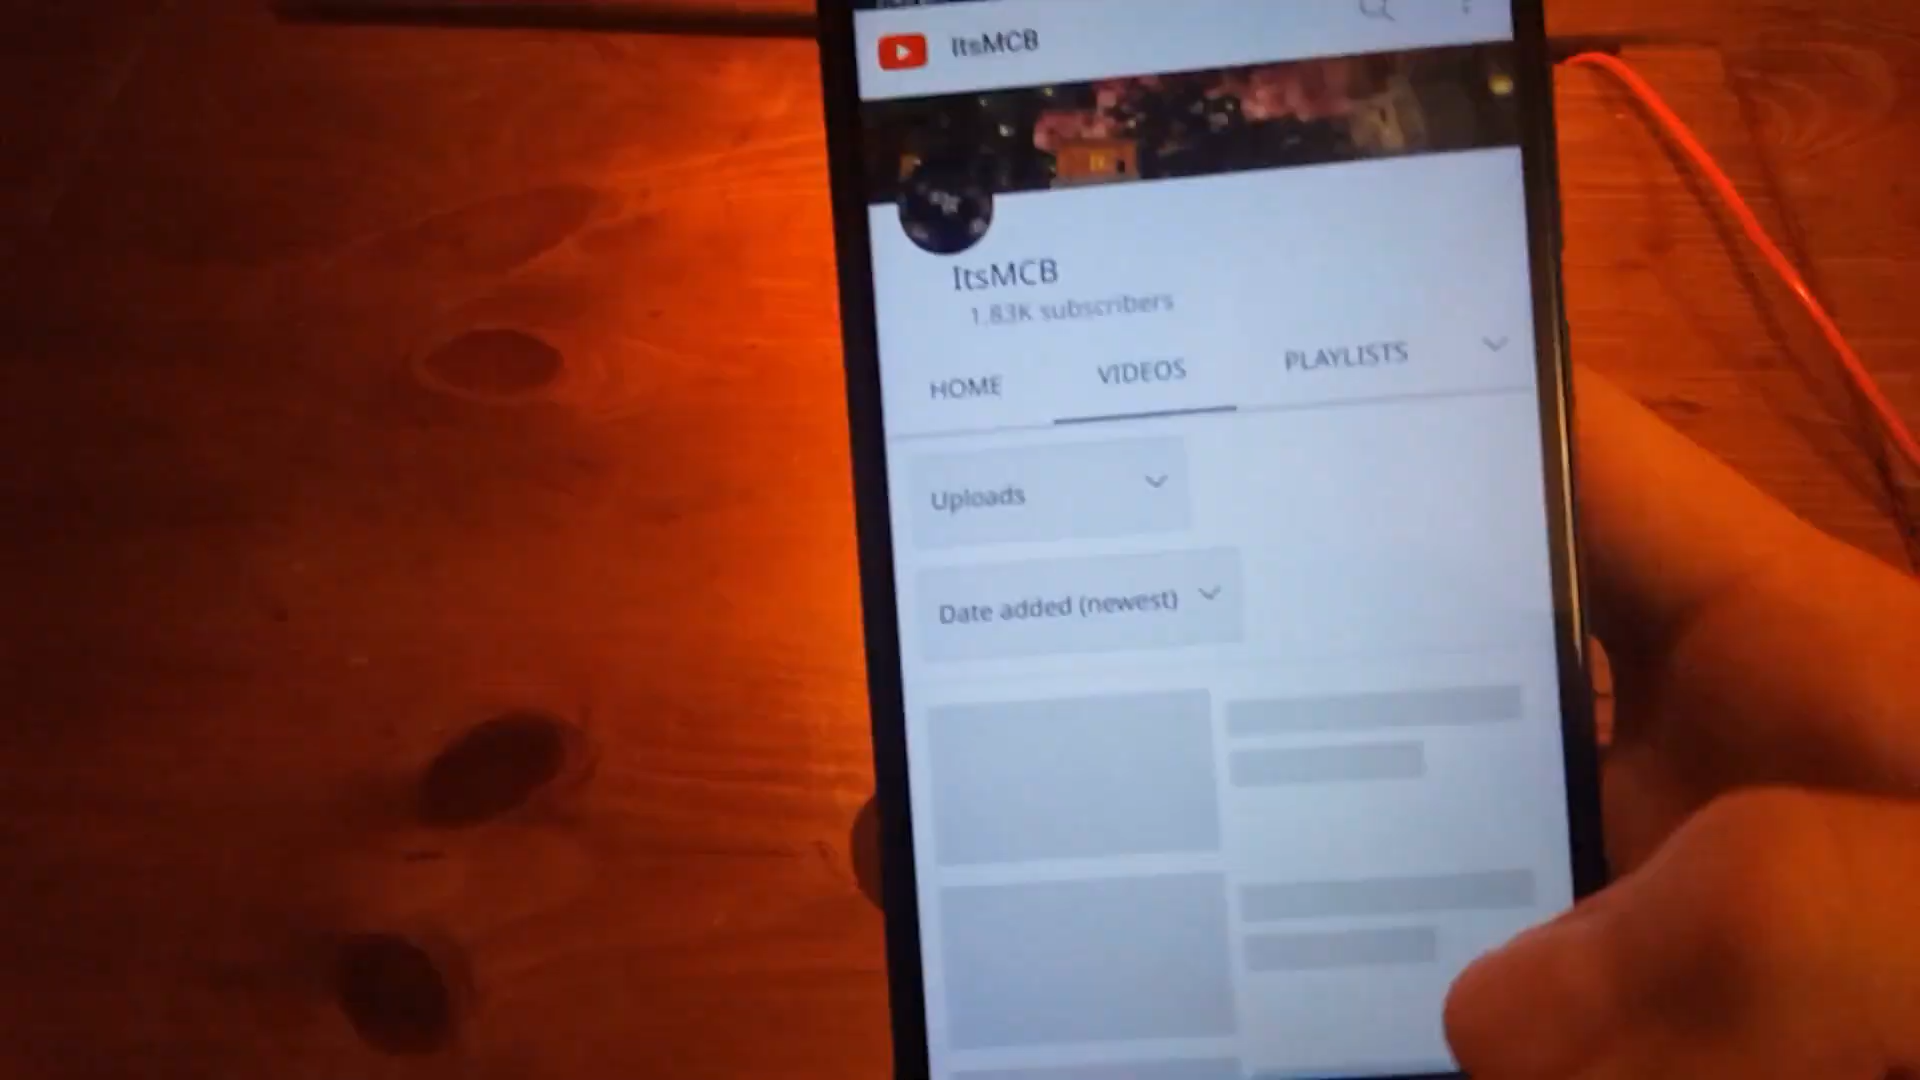 ItsMCB
ItsMCB
1.83K subscribers
HOME
VIDEOS
PLAYLISTS
Uploads
Date added (newest)